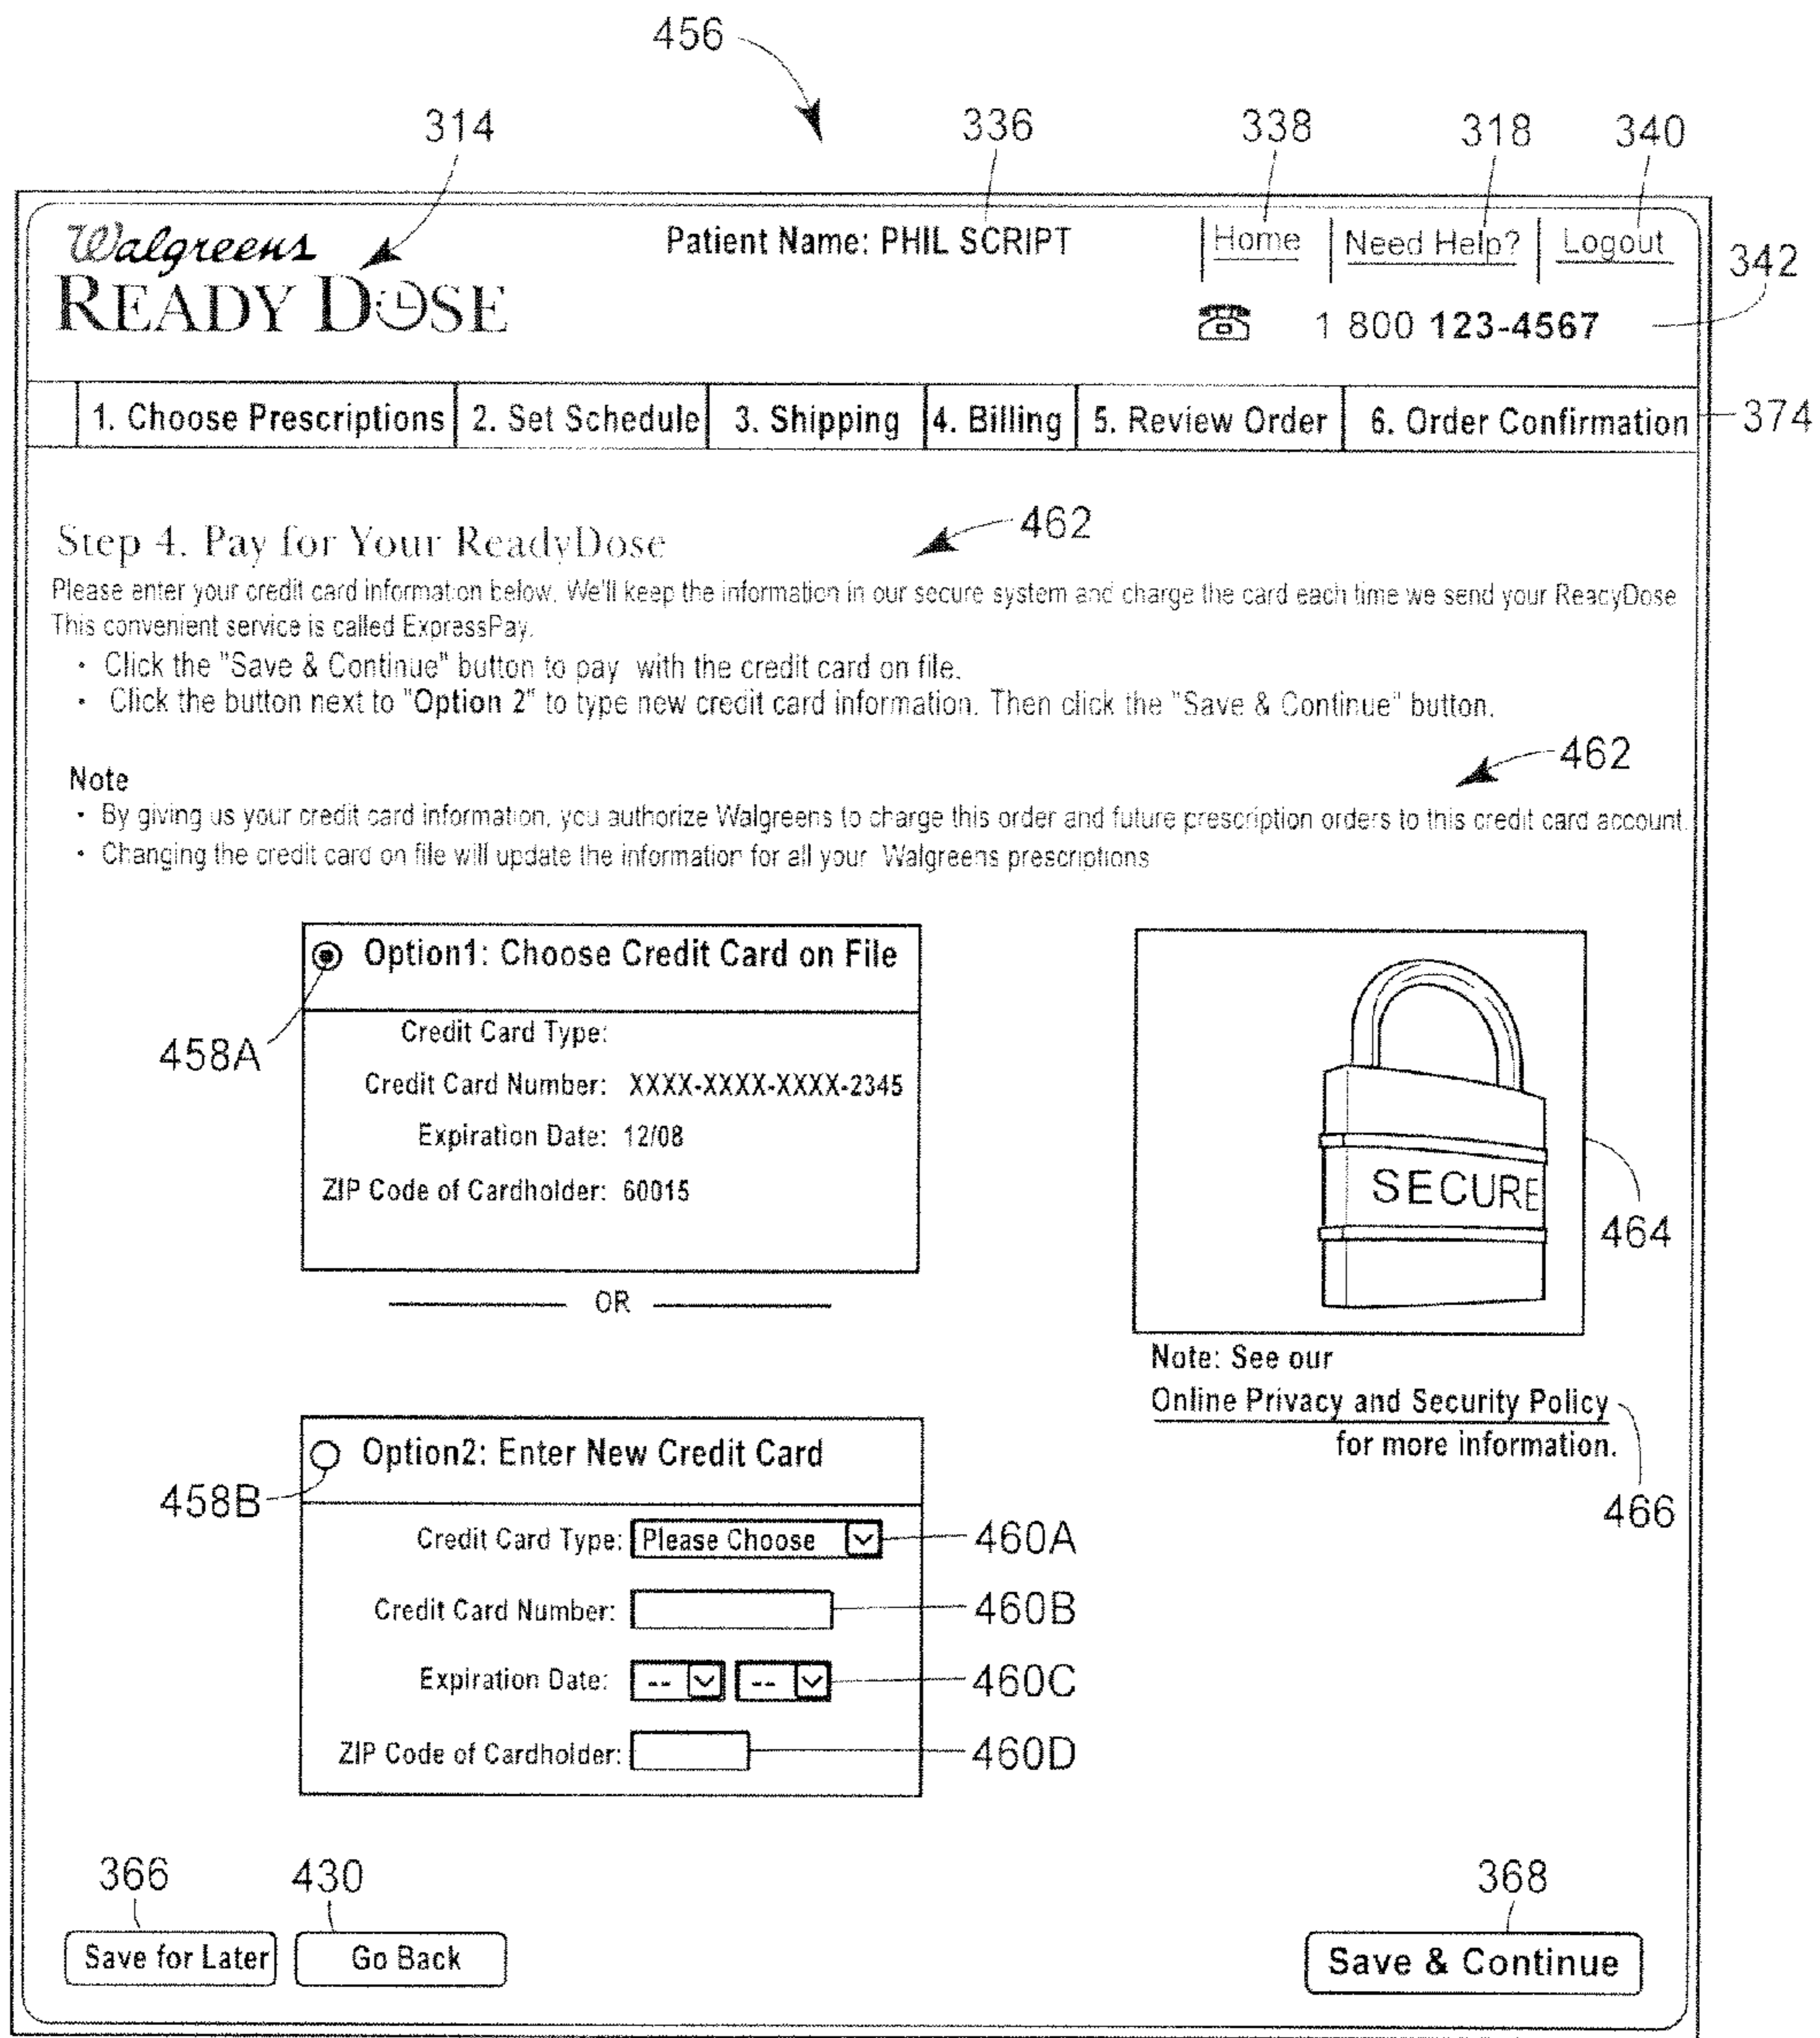 456
314 336 338 318 340
Walgreens
READY DOSE
Patient Name: PHIL SCRIPT
Home Need Help? Logout
342
1 800 123-4567
1. Choose Prescriptions 2. Set Schedule 3. Shipping 4. Billing 5. Review Order 6. Order Confirmation
374
Step 4. Pay for Your ReadyDose
462
Please enter your credit card information below. We'll keep the information in our secure system and charge the card each time we send your ReadyDose
This convenient service is called ExpressPay.
· Click the "Save & Continue" button to pay with the credit card on file.
· Click the button next to "Option 2" to type new credit card information. Then click the "Save & Continue" button.
462
Note
· By giving us your credit card information, you authorize Walgreens to charge this order and future prescription orders to this credit card account.
· Changing the credit card on file will update the information for all your Walgreens prescriptions
Option1: Choose Credit Card on File
458A
Credit Card Type:
Credit Card Number: XXXX-XXXX-XXXX-2345
Expiration Date: 12/08
ZIP Code of Cardholder: 60015
SECURE
464
OR
Note: See our
Online Privacy and Security Policy
for more information.
466
Option2: Enter New Credit Card
458B
Credit Card Type: Please Choose 460A
Credit Card Number: 460B
Expiration Date: -- -- 460C
ZIP Code of Cardholder: 460D
366 430 368
Save for Later Go Back Save & Continue